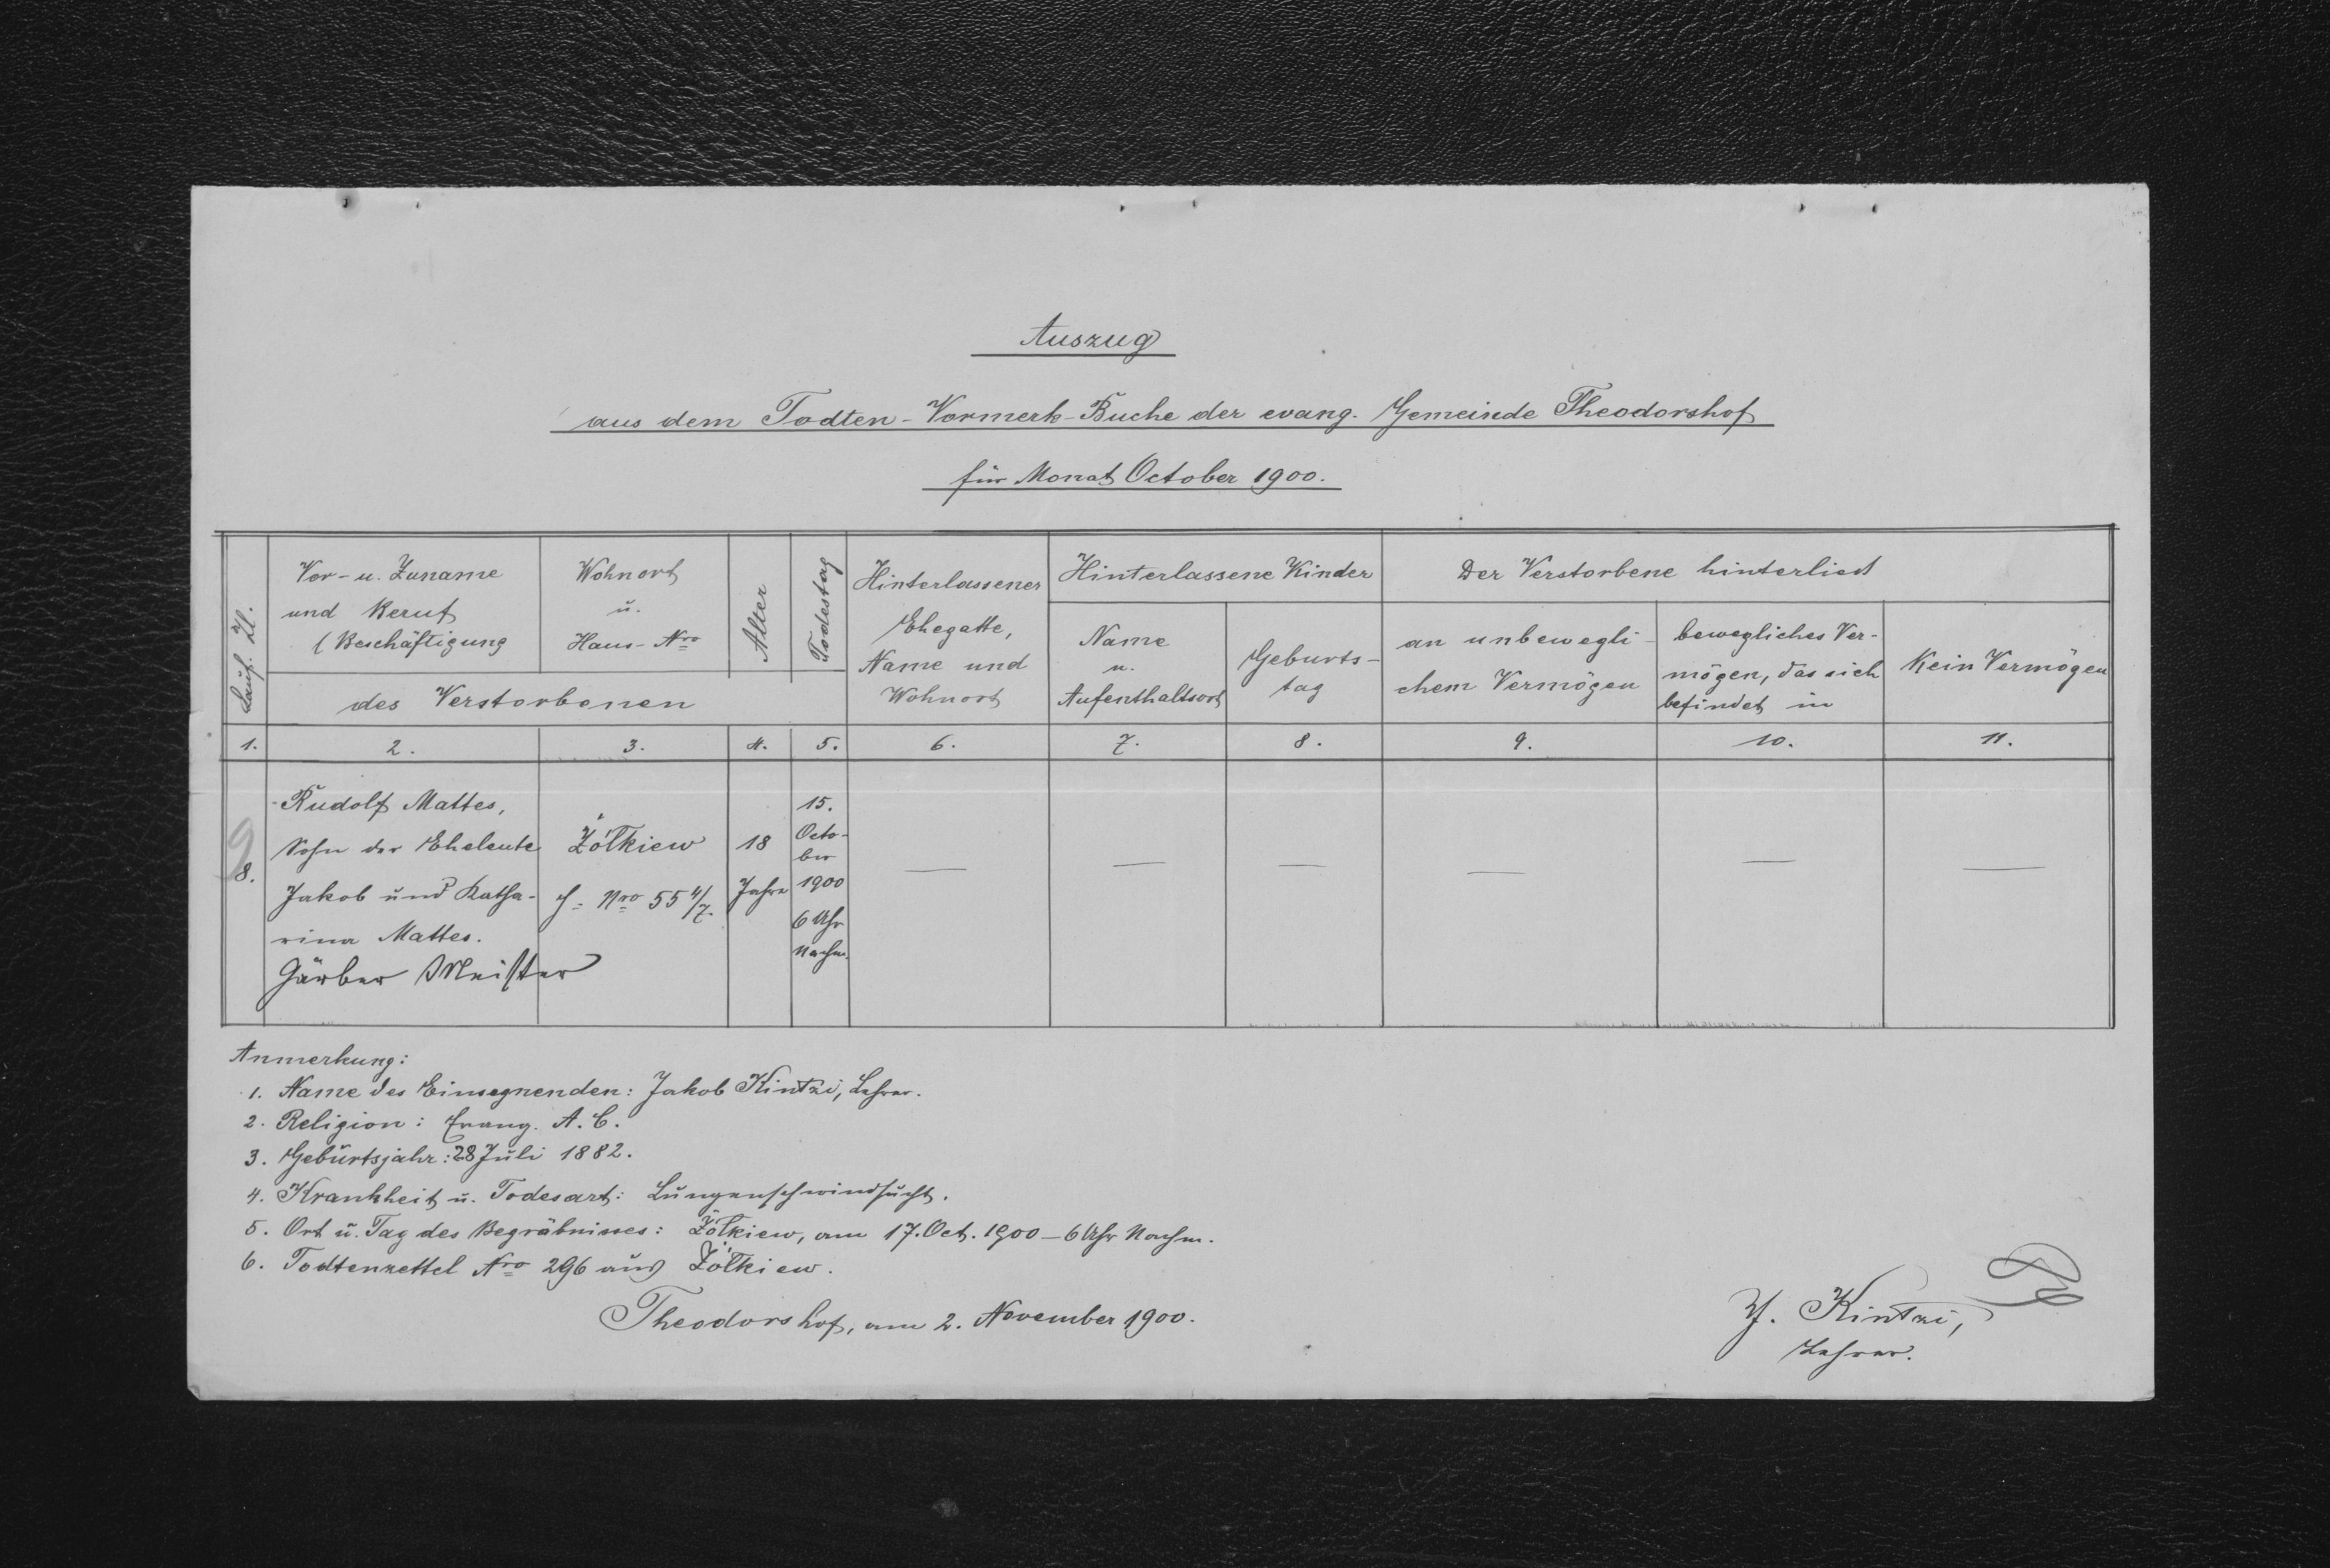 Auszug
aus dem Todten-Vormerk-Buche der evang. Gemeinde Theodorshof
für Monat October 1900.
Lauf. Zl.
Vor- u. Zuname
und Beruf
(Beschäftigung
Wohnort
u.
Haus-Nro
des Verstorbenen
Alter
Todestag
Hinterlassener
Ehegatte,
Name und
Wohnort
Hinterlassene Kinder
Name
u.
Aufenthaltsort
Geburts-
tag
Der Verstorbene hinterliess
an unbewegli-
chem Vermögen
bewegliches Ver-
mögen, das sich
befindet in
Kein Vermögen
1. 2. 3. 4. 5. 6. 7. 8. 9. 10. 11.
8.
Rudolf Mattes,
Sohn der Eheleute
Jakob und Katha-
rina Mattes.
Gärber Meister
Żółkiew
H= Nro 55 4/7.
18
Jahre
15.
Octo-
ber
1900
6 Uhr
Nachm.
— — — — — —
Anmerkung:
1. Name des Einsegnenden: Jakob Kintzi, Lehrer.
2. Religion: Evang. A. C.
3. Geburtsjahr: 28 Juli 1882.
4. Krankheit u. Todesart: Lungenschwindsucht.
5. Ort u. Tag des Begräbnisses: Żółkiew, am 17. Oct. 1900 – 6 Uhr Nachm.
6. Todtenzettel Nro 296 aus Żółkiew.
Theodorshof, am 2. November 1900.
J. Kintzi,
Lehrer.